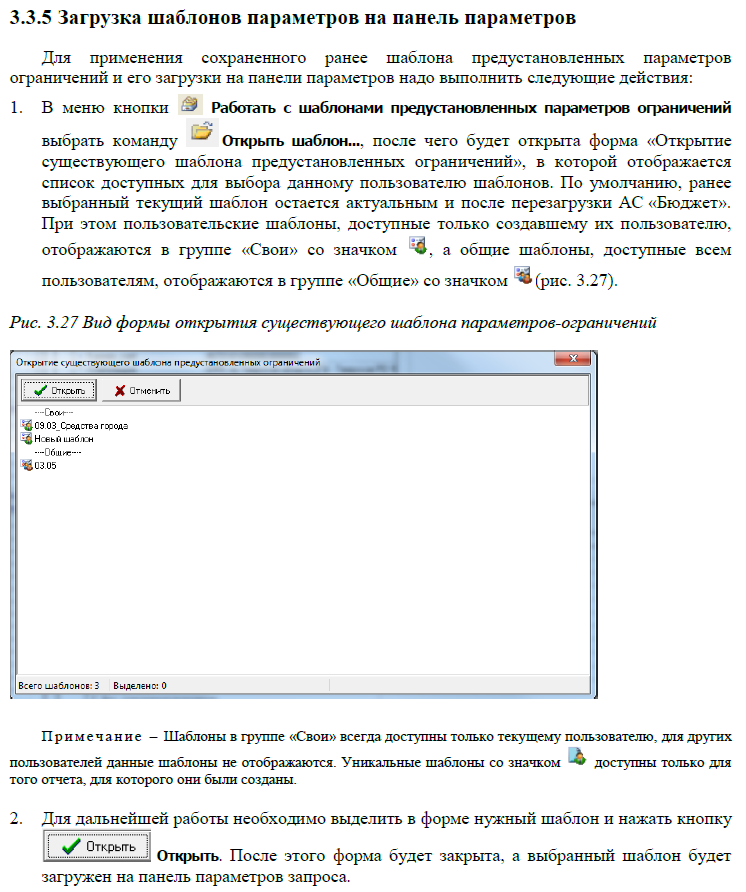 3.3.5 Загрузка шаблонов параметров на панель параметров
Для применения сохраненного ранее шаблона предустановленных параметров
ограничений и его загрузки на панели параметров надо выполнить следующие действия:
1. В меню кнопки Работать с шаблонами предустановленных параметров ограничений
выбрать команду Открыть шаблон..., после чего будет открыта форма «Открытие
существующего шаблона предустановленных ограничений», в которой отображается
список доступных для выбора данному пользователю шаблонов. По умолчанию, ранее
выбранный текущий шаблон остается актуальным и после перезагрузки АС «Бюджет».
При этом пользовательские шаблоны, доступные только создавшему их пользователю,
отображаются в группе «Свои» со значком , а общие шаблоны, доступные всем
пользователям, отображаются в группе «Общие» со значком (рис. 3.27).
Рис. 3.27 Вид формы открытия существующего шаблона параметров-ограничений
Открытие существующего шаблона предустановленных ограничений
Открыть Отменить
---Свои---
09.03_Средства города
Новый шаблон
---Общие---
03.05
Всего шаблонов: 3 Выделено: 0
Примечание – Шаблоны в группе «Свои» всегда доступны только текущему пользователю, для других
пользователей данные шаблоны не отображаются. Уникальные шаблоны со значком доступны только для
того отчета, для которого они были созданы.
2. Для дальнейшей работы необходимо выделить в форме нужный шаблон и нажать кнопку
Открыть Открыть. После этого форма будет закрыта, а выбранный шаблон будет
загружен на панель параметров запроса.